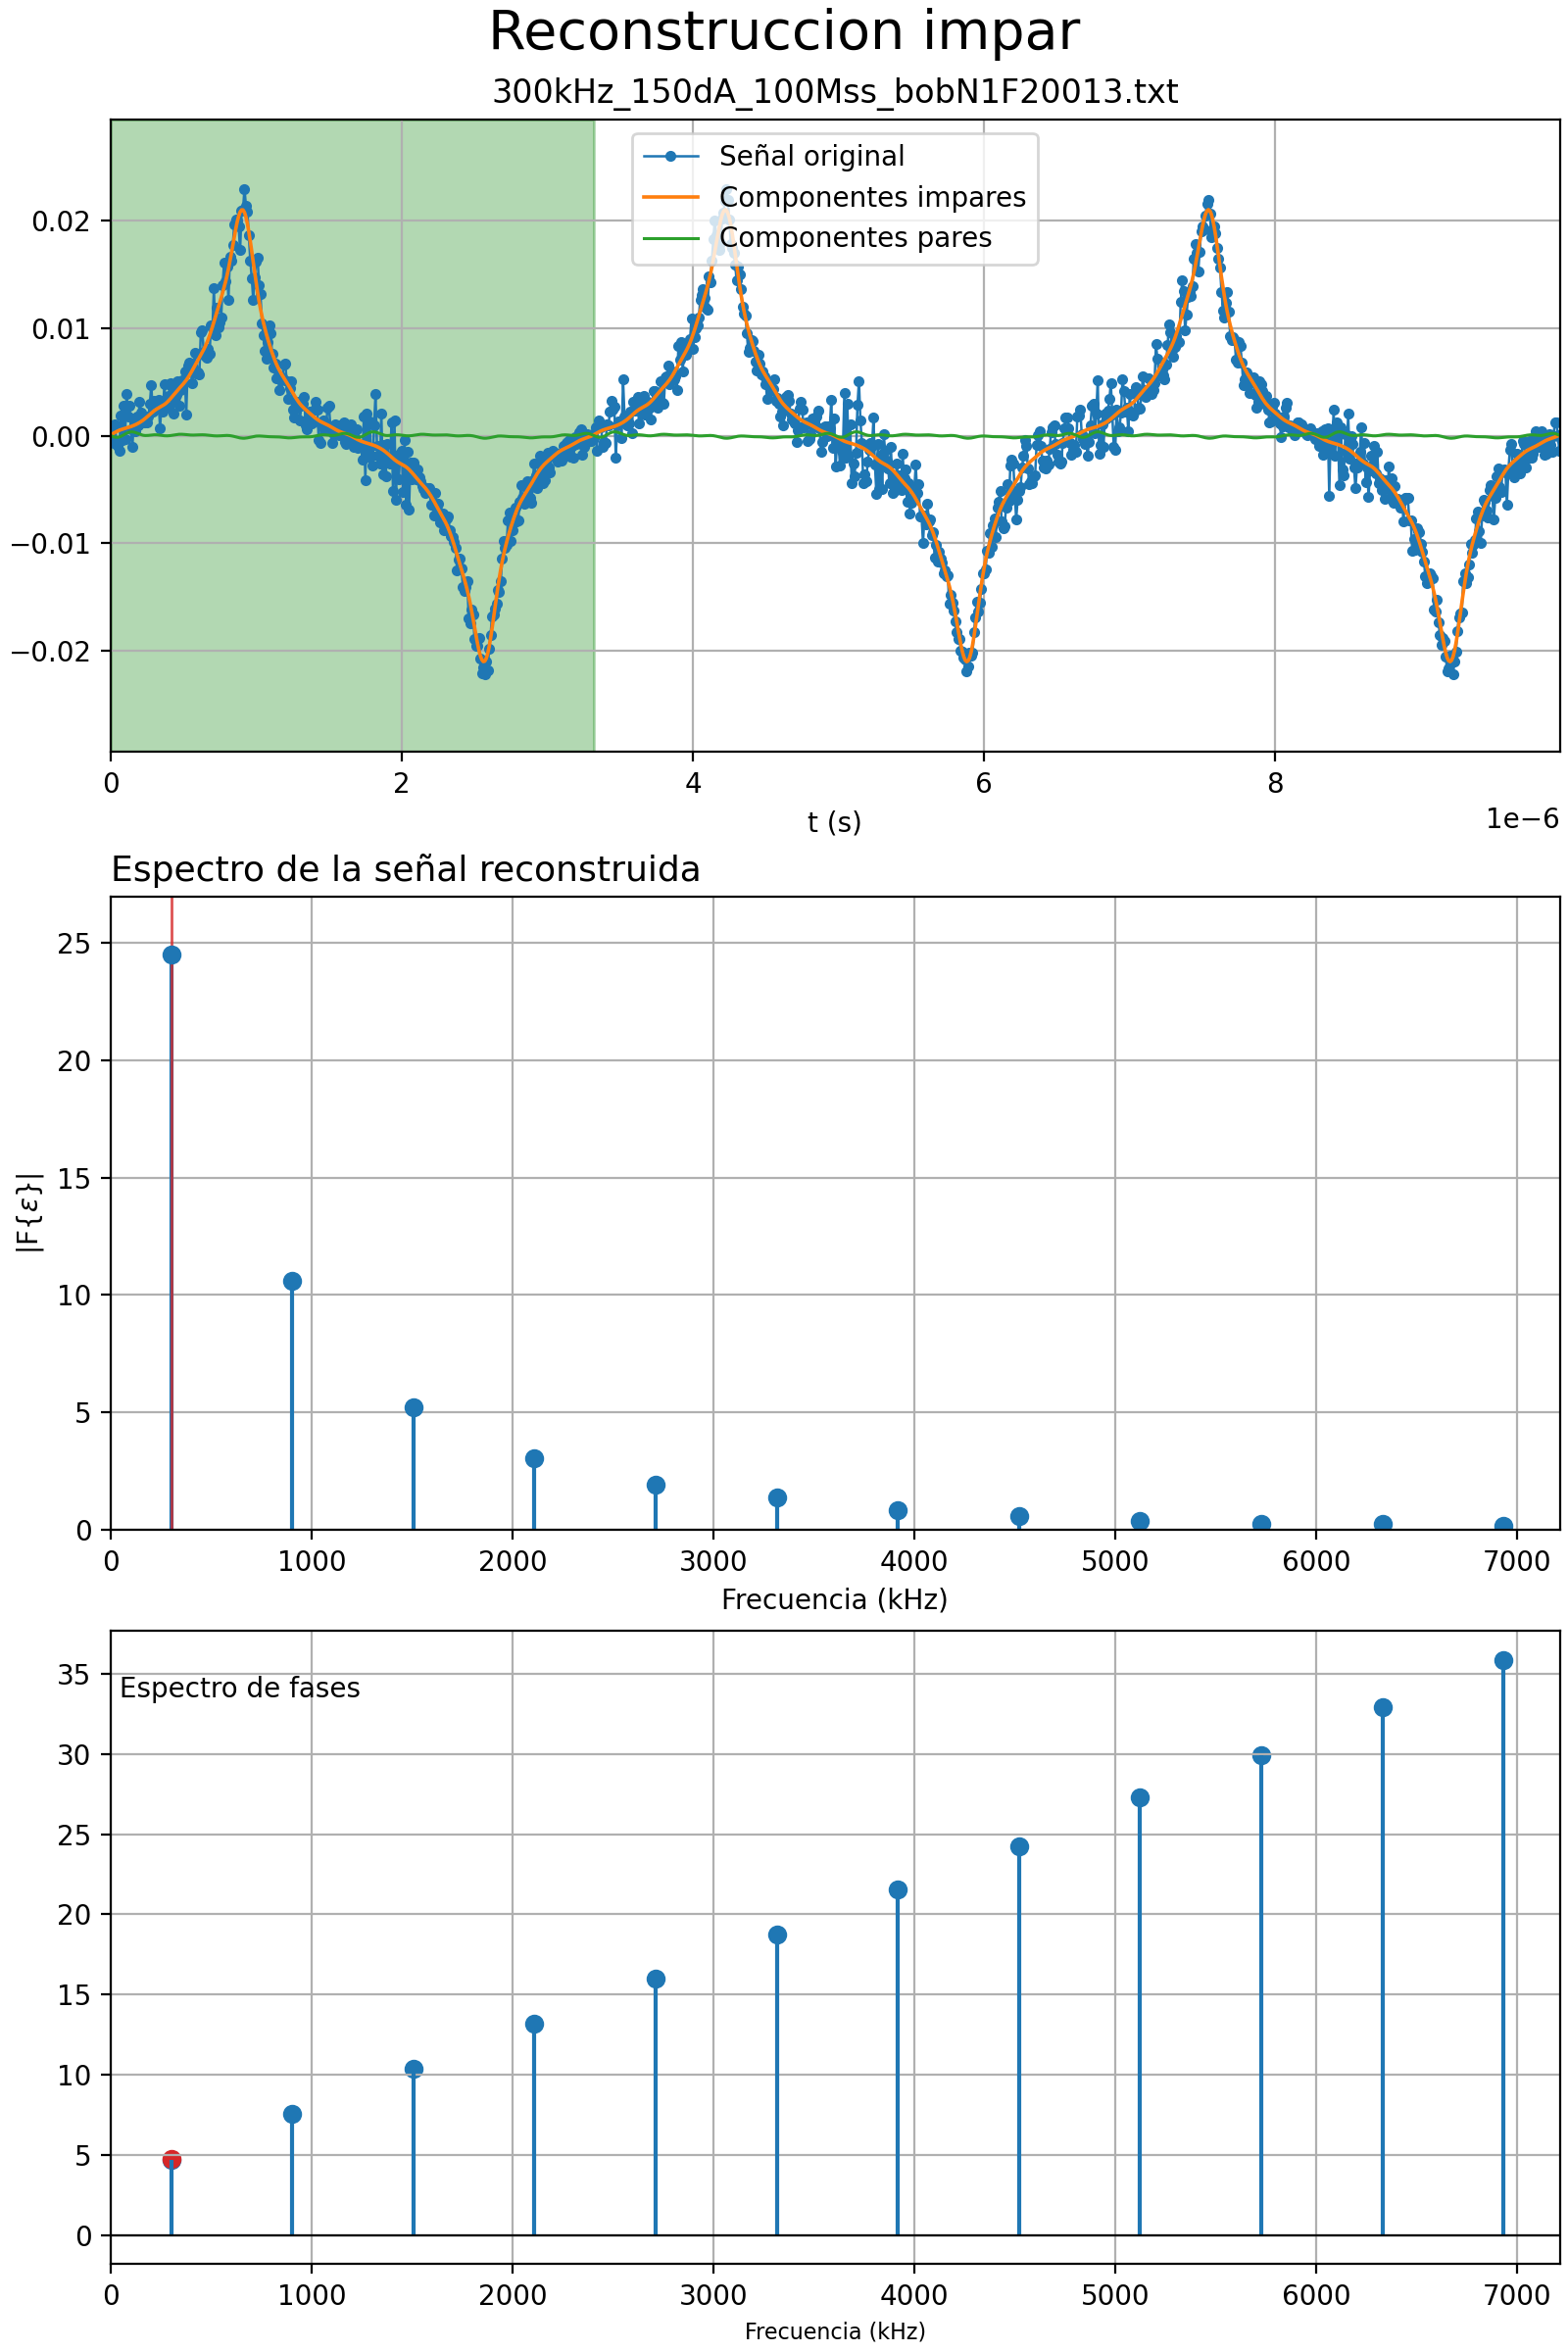 Reconstruccion impar
300kHz_150dA_100Mss_bobN1F20013.txt
Señal original
Componentes impares
Componentes pares
0.02
0.01
0.00
−0.01
−0.02
0 2 4 6 8
t (s)
1e−6
Espectro de la señal reconstruida
|F{ε}|
25
20
15
10
5
0
0 1000 2000 3000 4000 5000 6000 7000
Frecuencia (kHz)
Espectro de fases
35
30
25
20
15
10
5
0
0 1000 2000 3000 4000 5000 6000 7000
Frecuencia (kHz)